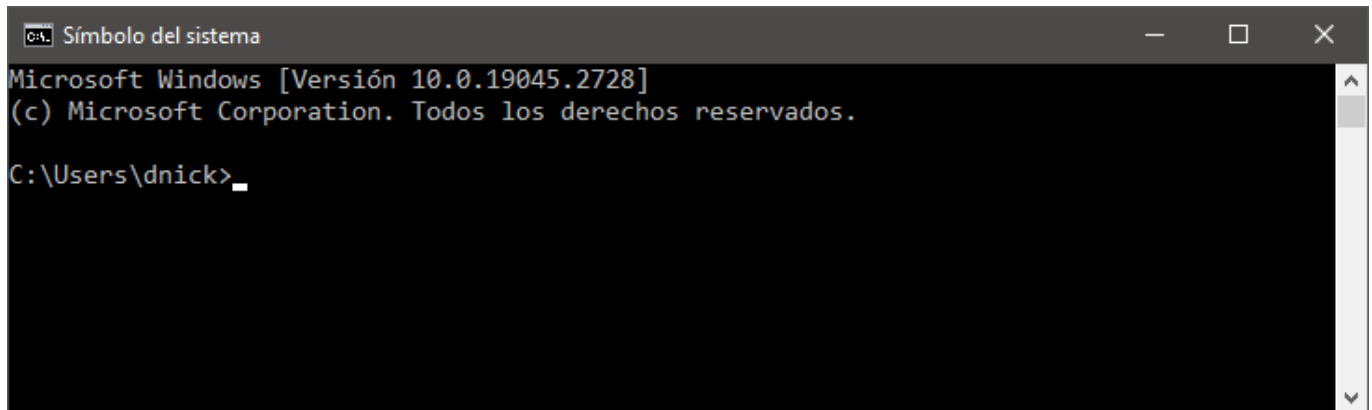 Símbolo del sistema
Microsoft Windows [Versión 10.0.19045.2728]
(c) Microsoft Corporation. Todos los derechos reservados.
C:\Users\dnick>